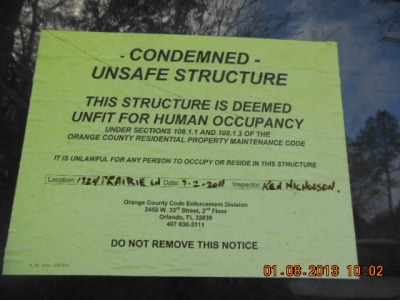 - CONDEMNED -
UNSAFE STRUCTURE
THIS STRUCTURE IS DEEMED
UNFIT FOR HUMAN OCCUPANCY
UNDER SECTIONS 108.1.1 AND 108.1.3 OF THE
ORANGE COUNTY RESIDENTIAL PROPERTY MAINTENANCE CODE
IT IS UNLAWFUL FOR ANY PERSON TO OCCUPY OR RESIDE IN THIS STRUCTURE
Location: PRAIRIE LN Date: 9-2-2011 Inspector: KEN NICHOLSON.
Orange County Code Enforcement Division
2450 W. 33rd Street, 2nd Floor
Orlando, FL 32839
407 836-3111
DO NOT REMOVE THIS NOTICE
01.08.2013 10:02